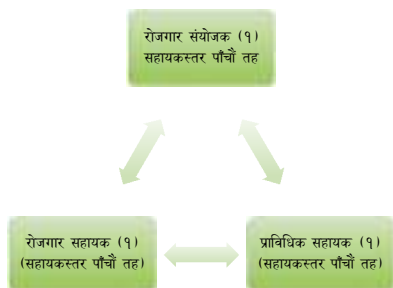 रोजगार संयोजक (१)
सहायकस्तर पाँचौं तह
रोजगार सहायक (१)
(सहायकस्तर पाँचौं तह)
प्राविधिक सहायक (१)
(सहायकस्तर पाँचौं तह)